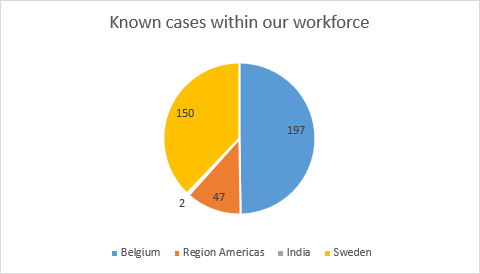 Known cases within our workforce
150
197
2
47
Belgium Region Americas India Sweden